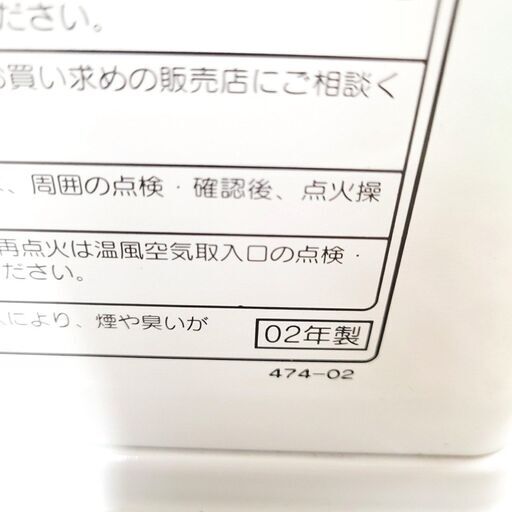 ださい。
お買い求めの販売店にご相談く
、周囲の点検・確認後、点火操
再点火は温風空気取入口の点検・
ださい。
により、煙や臭いが
02年製
474-02